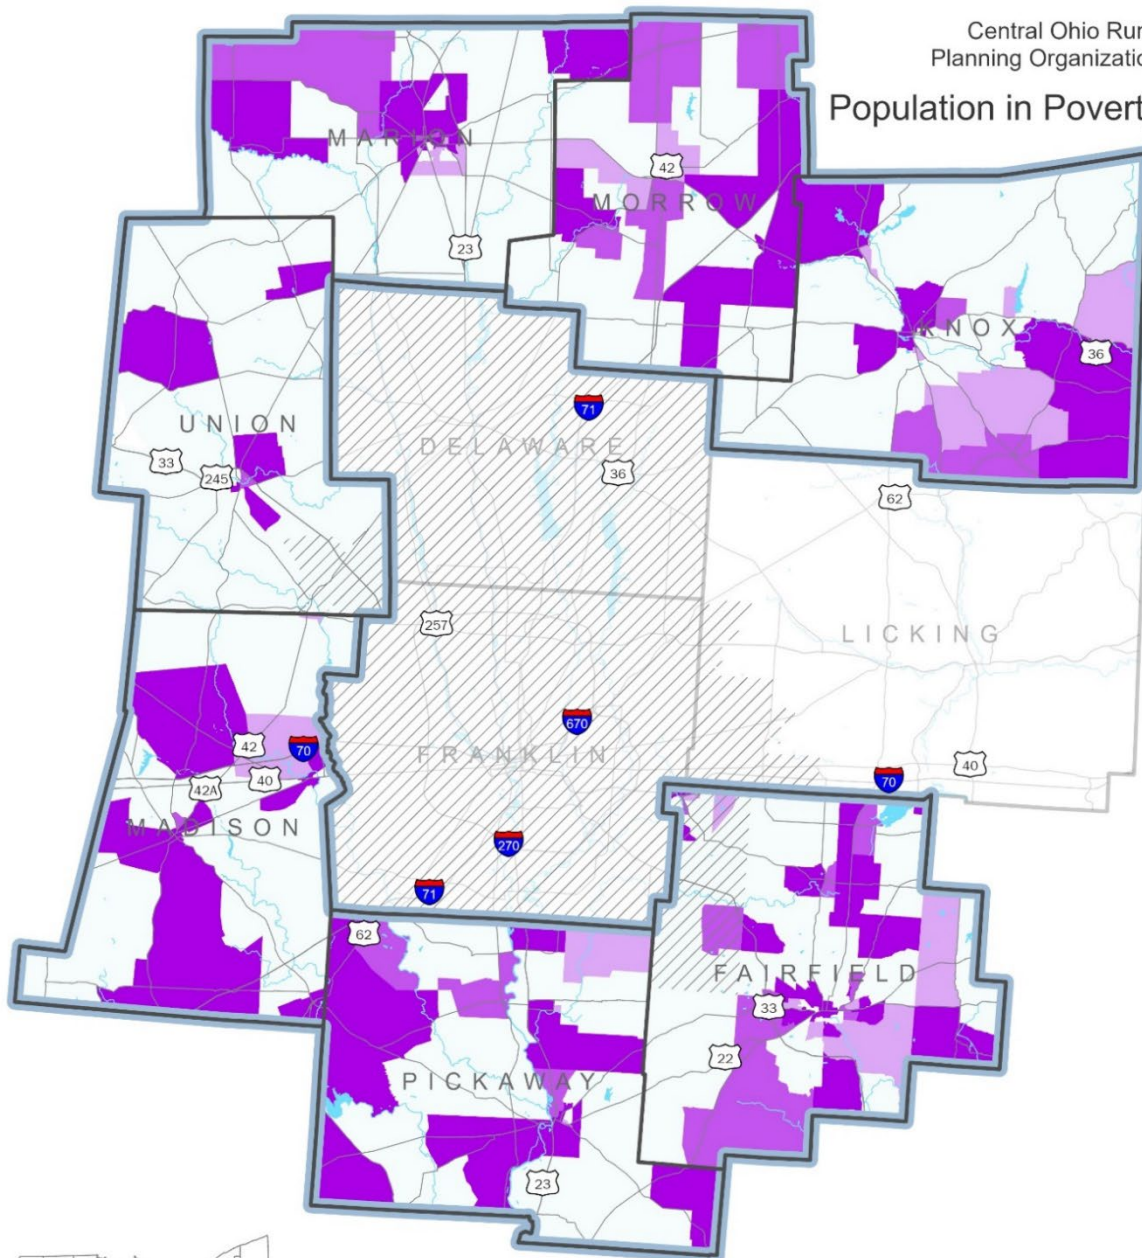 Central Ohio Rur
Planning Organizatio
Population in Povert
MARION
42
MORROW
23
KNOX
36
71
UNION
DELAWARE
33
245
36
62
257
LICKING
670
42
70
FRANKLIN
40
40
70
42A
MADISON
270
71
62
FAIRFIELD
33
22
PICKAWAY
23